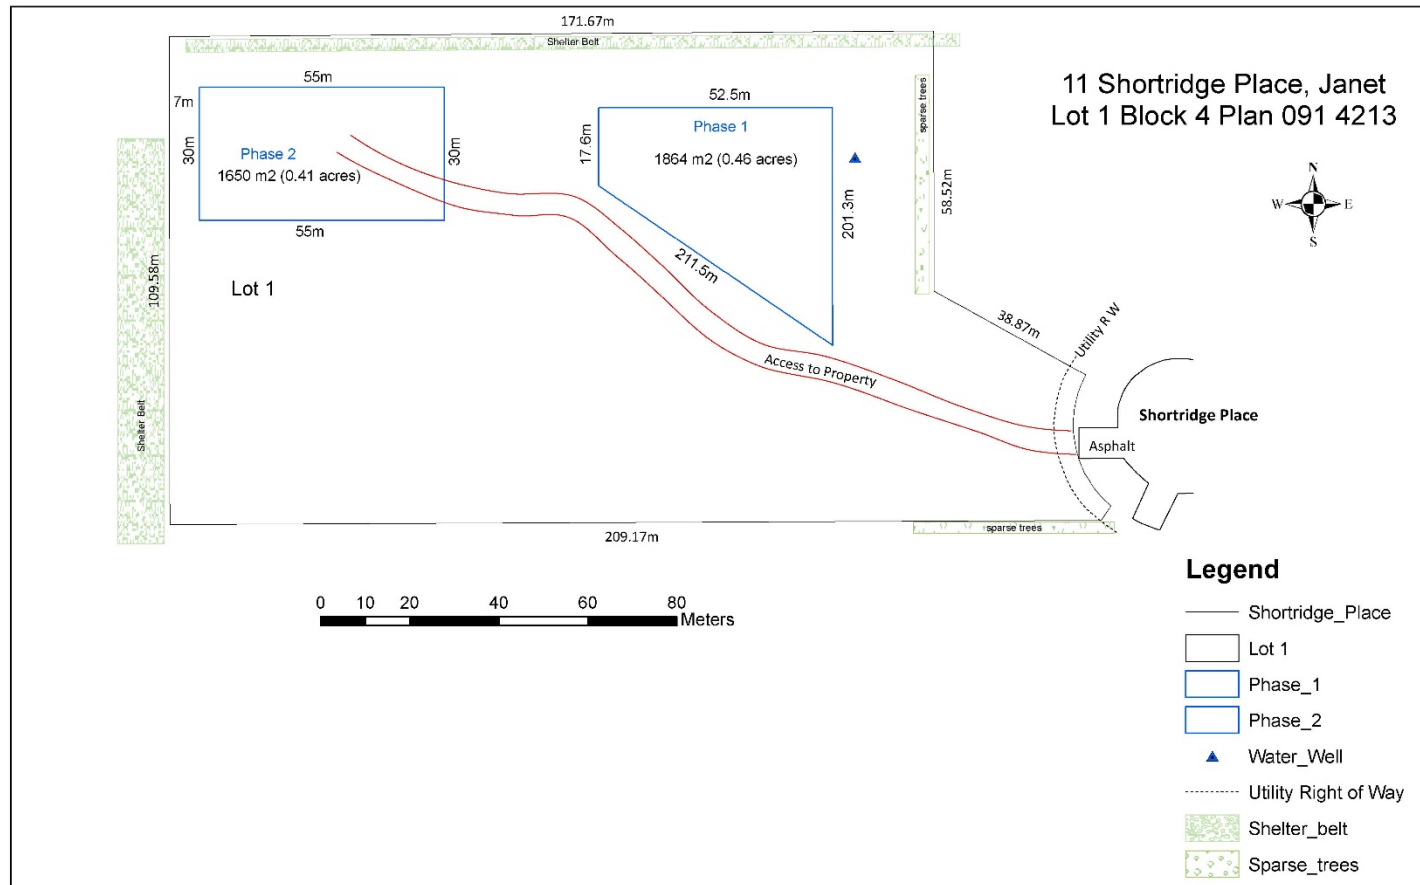 171.67m
Shelter Belt
11 Shortridge Place, Janet
Lot 1 Block 4 Plan 091 4213
55m
7m
30m
Phase 2
1650 m2 (0.41 acres)
30m
55m
52.5m
Phase 1
17.6m
1864 m2 (0.46 acres)
201.3m
211.5m
sparse trees
58.52m
N
W
E
S
109.58m
Lot 1
Shelter Belt
38.87m
Utility R W
Access to Property
Shortridge Place
Asphalt
sparse trees
209.17m
0 10 20 40 60 80
Meters
Legend
Shortridge_Place
Lot 1
Phase_1
Phase_2
Water_Well
Utility Right of Way
Shelter_belt
Sparse_trees